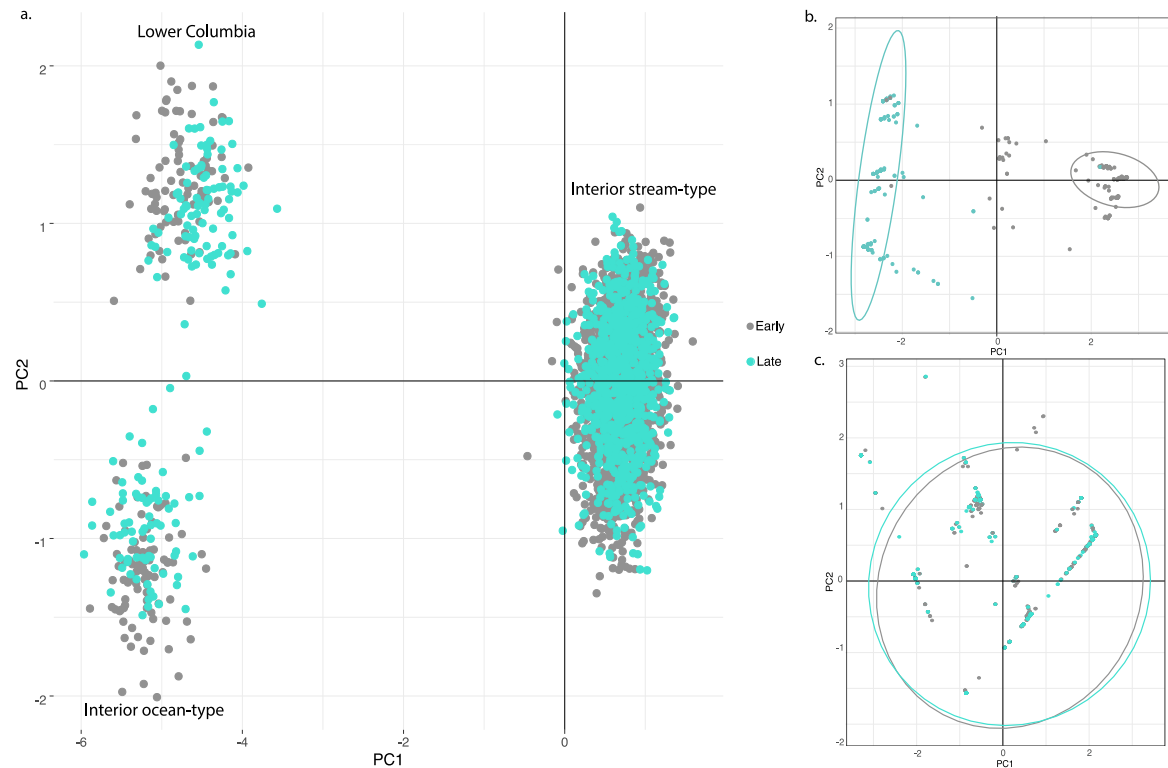 a.
Lower Columbia
Interior stream-type
Interior ocean-type
2
1
0
-1
-2
PC2
-6
-4
-2
0
PC1
Early
Late
b.
2
1
0
-1
-2
PC2
-2
0
2
PC1
c.
3
2
1
0
-1
-2
PC2
-2
0
2
PC1